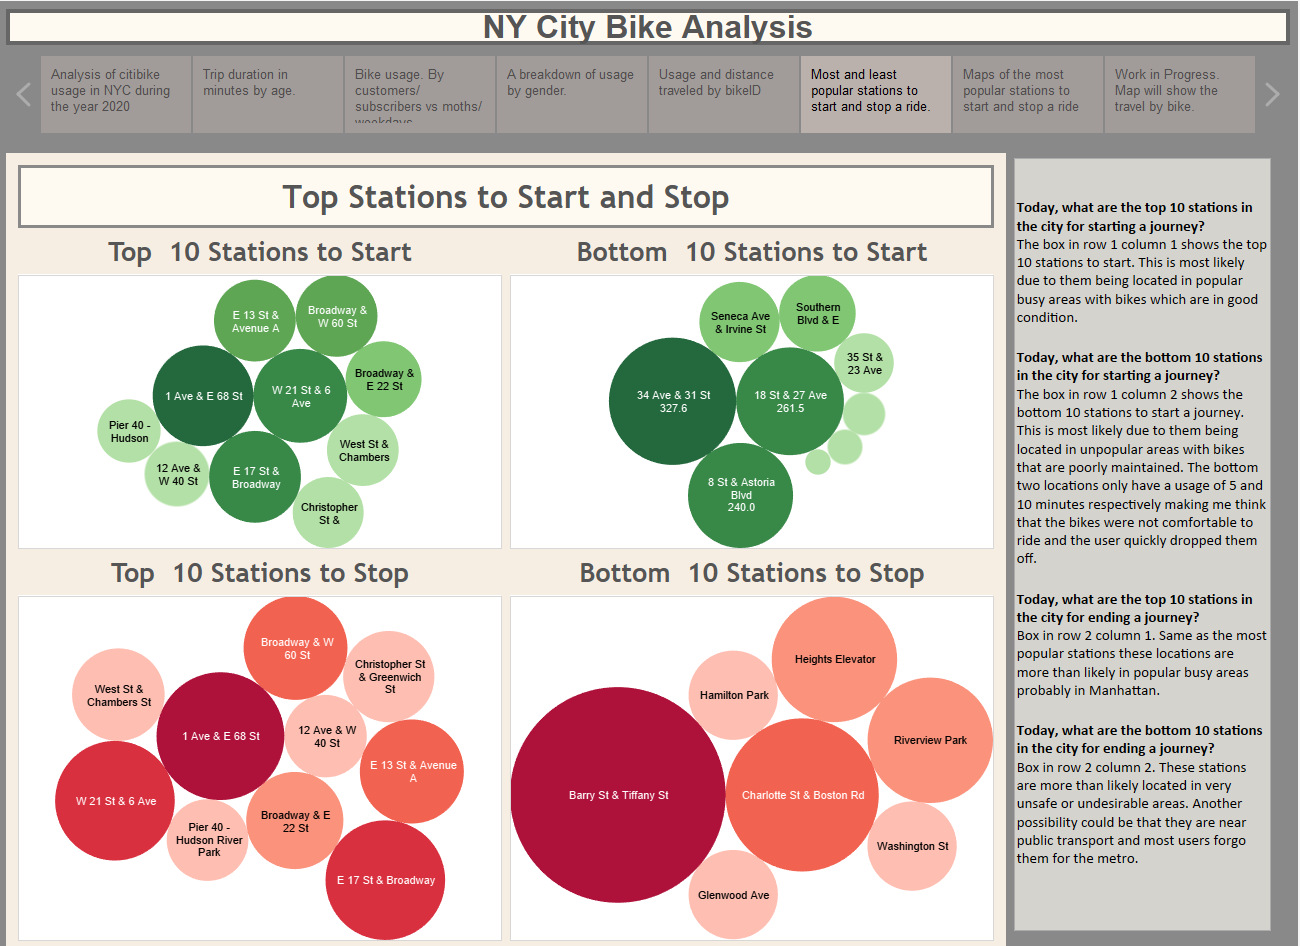 NY City Bike Analysis
Analysis of citibike
usage in NYC during
the year 2020
Trip duration in
minutes by age.
Bike usage. By
customers/
subscribers vs moths/
weekdays
A breakdown of usage
by gender.
Usage and distance
traveled by bikeID
Most and least
popular stations to
start and stop a ride.
Maps of the most
popular stations to
start and stop a ride
Work in Progress.
Map will show the
travel by bike.
Top Stations to Start and Stop
Top 10 Stations to Start
E 13 St &
Avenue A
Broadway &
W 60 St
1 Ave & E 68 St
W 21 St & 6
Ave
Broadway &
E 22 St
Pier 40 -
Hudson
12 Ave &
W 40 St
E 17 St &
Broadway
West St &
Chambers
Christopher
St &
Bottom 10 Stations to Start
Seneca Ave
& Irvine St
Southern
Blvd & E
35 St &
23 Ave
34 Ave & 31 St
327.6
18 St & 27 Ave
261.5
8 St & Astoria
Blvd
240.0
Top 10 Stations to Stop
Broadway & W
60 St
Christopher St
& Greenwich
St
West St &
Chambers St
1 Ave & E 68 St
12 Ave & W
40 St
E 13 St & Avenue
A
W 21 St & 6 Ave
Pier 40 -
Hudson River
Park
Broadway & E
22 St
E 17 St & Broadway
Bottom 10 Stations to Stop
Heights Elevator
Hamilton Park
Riverview Park
Barry St & Tiffany St
Charlotte St & Boston Rd
Washington St
Glenwood Ave
Today, what are the top 10 stations in
the city for starting a journey?
The box in row 1 column 1 shows the top
10 stations to start. This is most likely
due to them being located in popular
busy areas with bikes which are in good
condition.
Today, what are the bottom 10 stations
in the city for starting a journey?
The box in row 1 column 2 shows the
bottom 10 stations to start a journey.
This is most likely due to them being
located in unpopular areas with bikes
that are poorly maintained. The bottom
two locations only have a usage of 5 and
10 minutes respectively making me think
that the bikes were not comfortable to
ride and the user quickly dropped them
off.
Today, what are the top 10 stations in
the city for ending a journey?
Box in row 2 column 1. Same as the most
popular stations these locations are
more than likely in popular busy areas
probably in Manhattan.
Today, what are the bottom 10 stations
in the city for ending a journey?
Box in row 2 column 2. These stations
are more than likely located in very
unsafe or undesirable areas. Another
possibility could be that they are near
public transport and most users forgo
them for the metro.